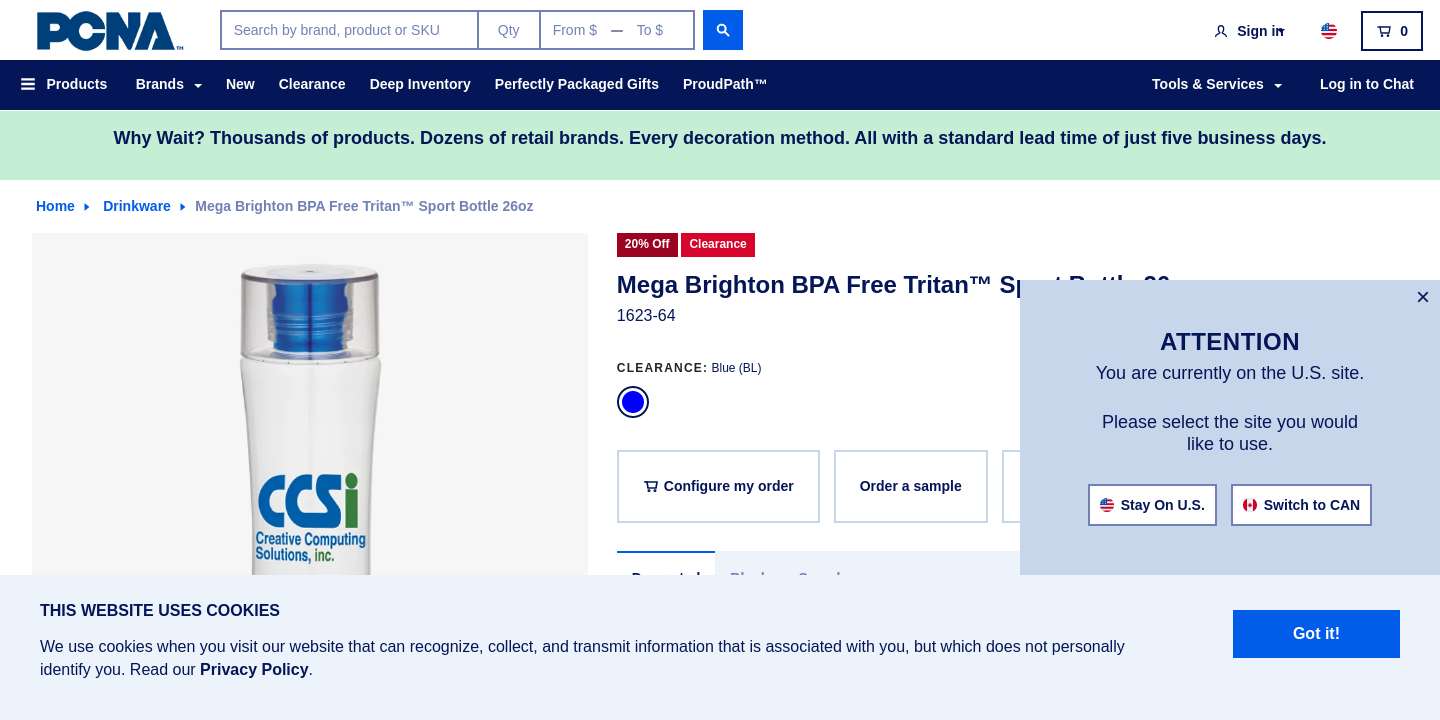 PCNA™
Search by brand, product or SKU
Qty
From $ — To $
Sign in
0
Products
Brands
New
Clearance
Deep Inventory
Perfectly Packaged Gifts
ProudPath™
Tools & Services
Log in to Chat
Why Wait? Thousands of products. Dozens of retail brands. Every decoration method. All with a standard lead time of just five business days.
Home
Drinkware
Mega Brighton BPA Free Tritan™ Sport Bottle 26oz
20% Off
Clearance
Mega Brighton BPA Free Tritan™
1623-64
CLEARANCE: Blue (BL)
Configure my order
Order a sample
CCSi
Creative Computing
Solutions, inc.
×
ATTENTION
You are currently on the U.S. site.
Please select the site you would
like to use.
Stay On U.S.
Switch to CAN
THIS WEBSITE USES COOKIES
We use cookies when you visit our website that can recognize, collect, and transmit information that is associated with you, but which does not personally
identify you. Read our Privacy Policy.
Got it!